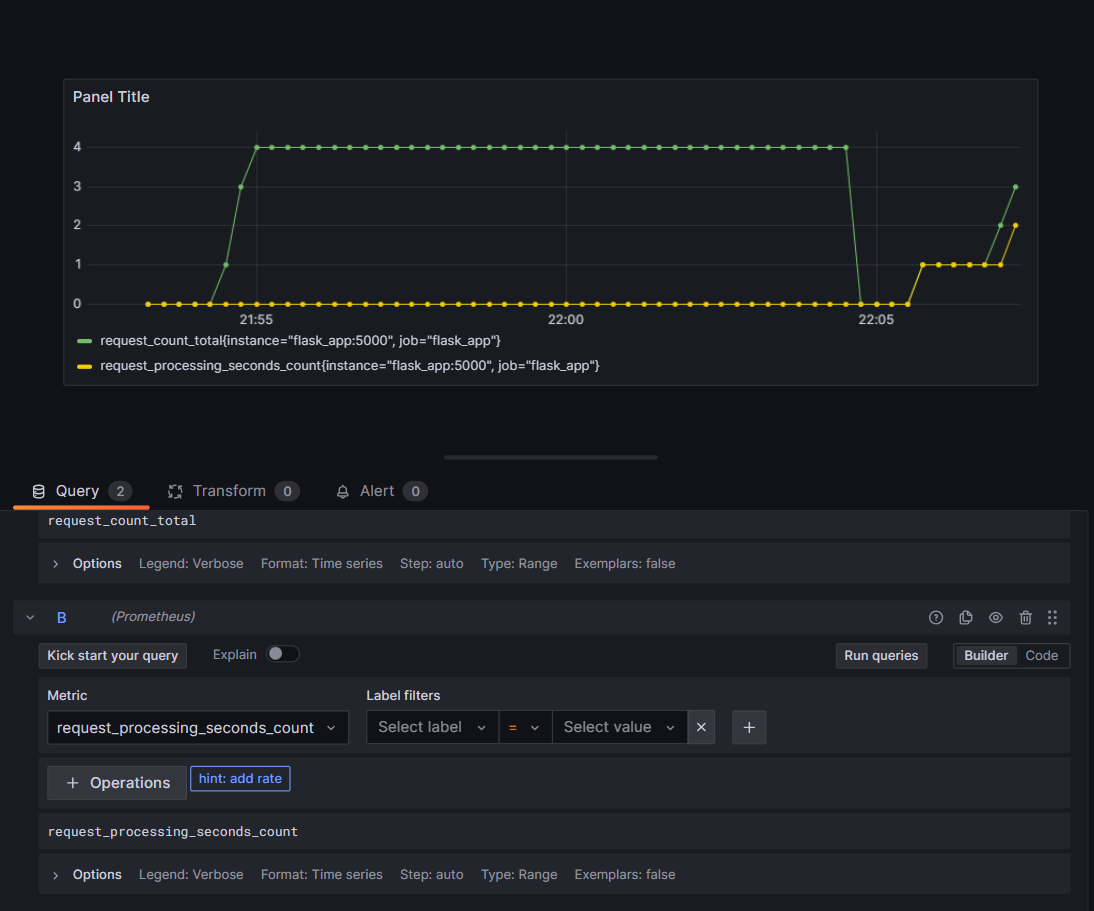 Panel Title
4
3
2
1
0
21:55 22:00 22:05
request_count_total{instance="flask_app:5000", job="flask_app"}
request_processing_seconds_count{instance="flask_app:5000", job="flask_app"}
Query 2 Transform 0 Alert 0
request_count_total
Options Legend: Verbose Format: Time series Step: auto Type: Range Exemplars: false
B (Prometheus)
Kick start your query Explain Run queries Builder Code
Metric Label filters
request_processing_seconds_count Select label = Select value
+ Operations hint: add rate
request_processing_seconds_count
Options Legend: Verbose Format: Time series Step: auto Type: Range Exemplars: false